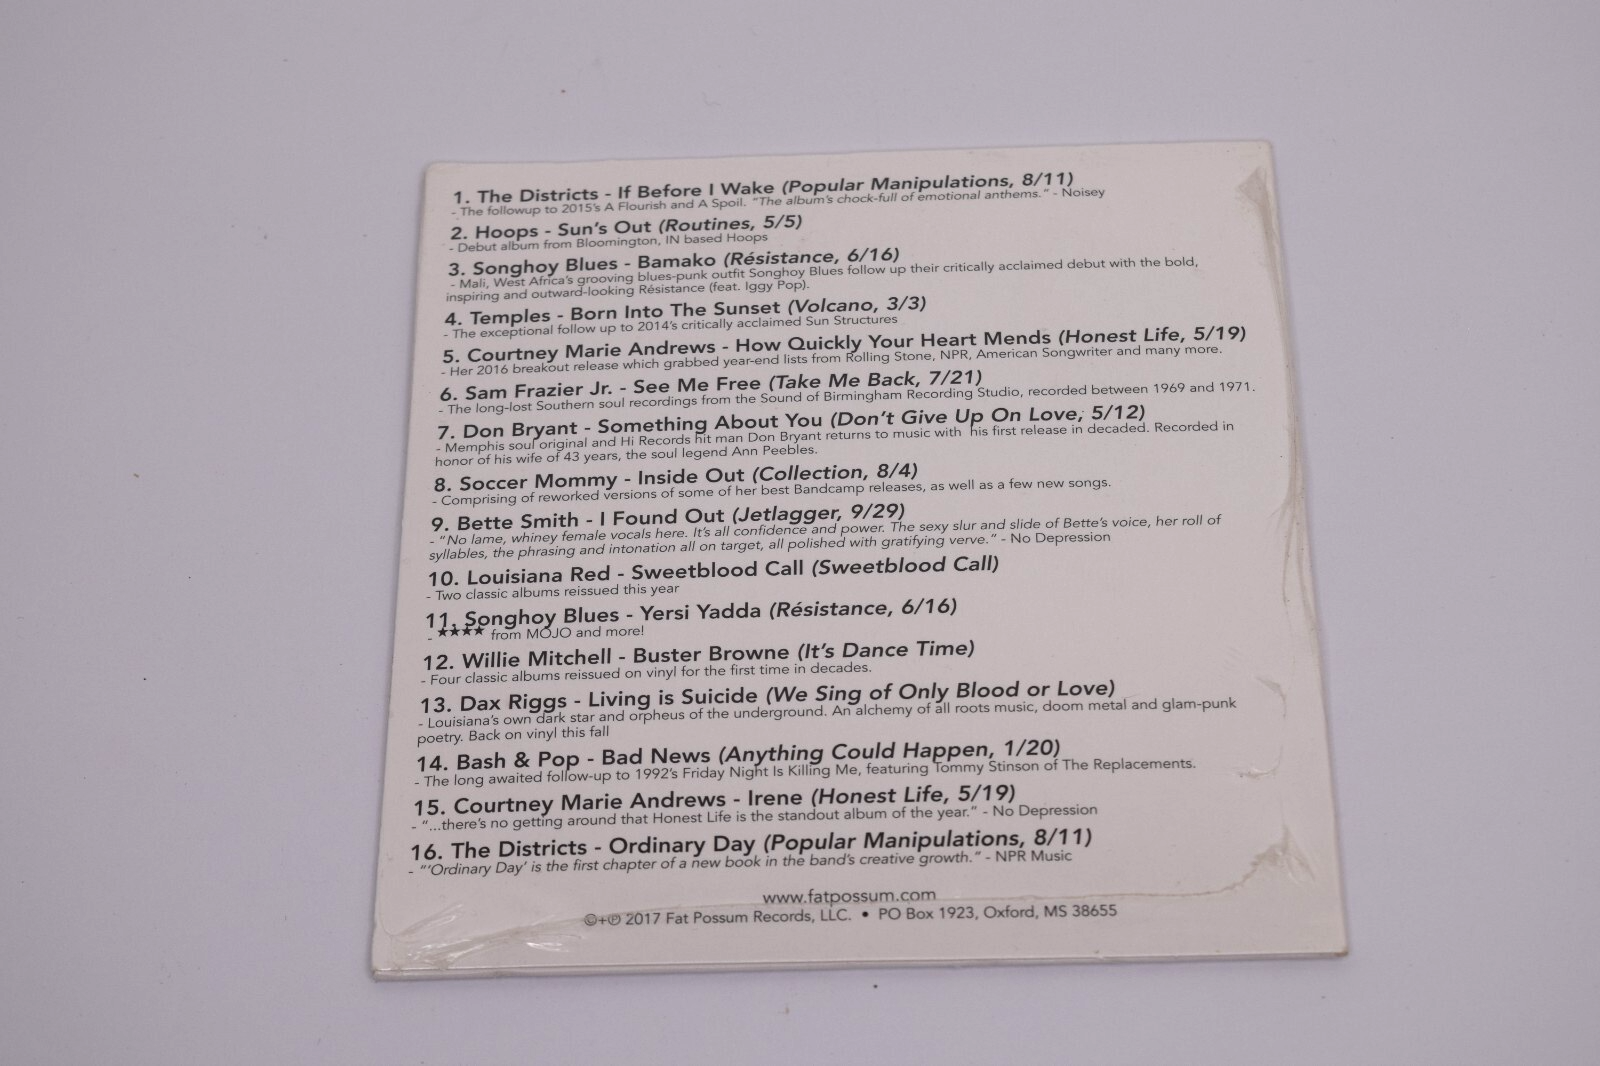 1. The Districts - If Before I Wake (Popular Manipulations, 8/11)
- The followup to 2015's A Flourish and A Spoil. "The album's chock-full of emotional anthems." - Noisey
2. Hoops - Sun's Out (Routines, 5/5)
- Debut album from Bloomington, IN based Hoops
3. Songhoy Blues - Bamako (Résistance, 6/16)
- Mali, West Africa's grooving blues-punk outfit Songhoy Blues follow up their critically acclaimed debut with the bold,
inspiring and outward-looking Résistance (feat. Iggy Pop).
4. Temples - Born Into The Sunset (Volcano, 3/3)
- The exceptional follow up to 2014's critically acclaimed Sun Structures
5. Courtney Marie Andrews - How Quickly Your Heart Mends (Honest Life, 5/19)
- Her 2016 breakout release which grabbed year-end lists from Rolling Stone, NPR, American Songwriter and many more.
6. Sam Frazier Jr. - See Me Free (Take Me Back, 7/21)
- The long-lost Southern soul recordings from the Sound of Birmingham Recording Studio, recorded between 1969 and 1971.
7. Don Bryant - Something About You (Don't Give Up On Love, 5/12)
- Memphis soul original and Hi Records hit man Don Bryant returns to music with his first release in decaded. Recorded in
honor of his wife of 43 years, the soul legend Ann Peebles.
8. Soccer Mommy - Inside Out (Collection, 8/4)
- Comprising of reworked versions of some of her best Bandcamp releases, as well as a few new songs.
9. Bette Smith - I Found Out (Jetlagger, 9/29)
- "No lame, whiney female vocals here. It's all confidence and power. The sexy slur and slide of Bette's voice, her roll of
syllables, the phrasing and intonation all on target, all polished with gratifying verve." - No Depression
10. Louisiana Red - Sweetblood Call (Sweetblood Call)
- Two classic albums reissued this year
11. Songhoy Blues - Yersi Yadda (Résistance, 6/16)
- ★★★★ from MOJO and more!
12. Willie Mitchell - Buster Browne (It's Dance Time)
- Four classic albums reissued on vinyl for the first time in decades.
13. Dax Riggs - Living is Suicide (We Sing of Only Blood or Love)
- Louisiana's own dark star and orpheus of the underground. An alchemy of all roots music, doom metal and glam-punk
poetry. Back on vinyl this fall
14. Bash & Pop - Bad News (Anything Could Happen, 1/20)
- The long awaited follow-up to 1992's Friday Night Is Killing Me, featuring Tommy Stinson of The Replacements.
15. Courtney Marie Andrews - Irene (Honest Life, 5/19)
- "...there's no getting around that Honest Life is the standout album of the year." - No Depression
16. The Districts - Ordinary Day (Popular Manipulations, 8/11)
- "'Ordinary Day' is the first chapter of a new book in the band's creative growth." - NPR Music
www.fatpossum.com
©+℗ 2017 Fat Possum Records, LLC. • PO Box 1923, Oxford, MS 38655